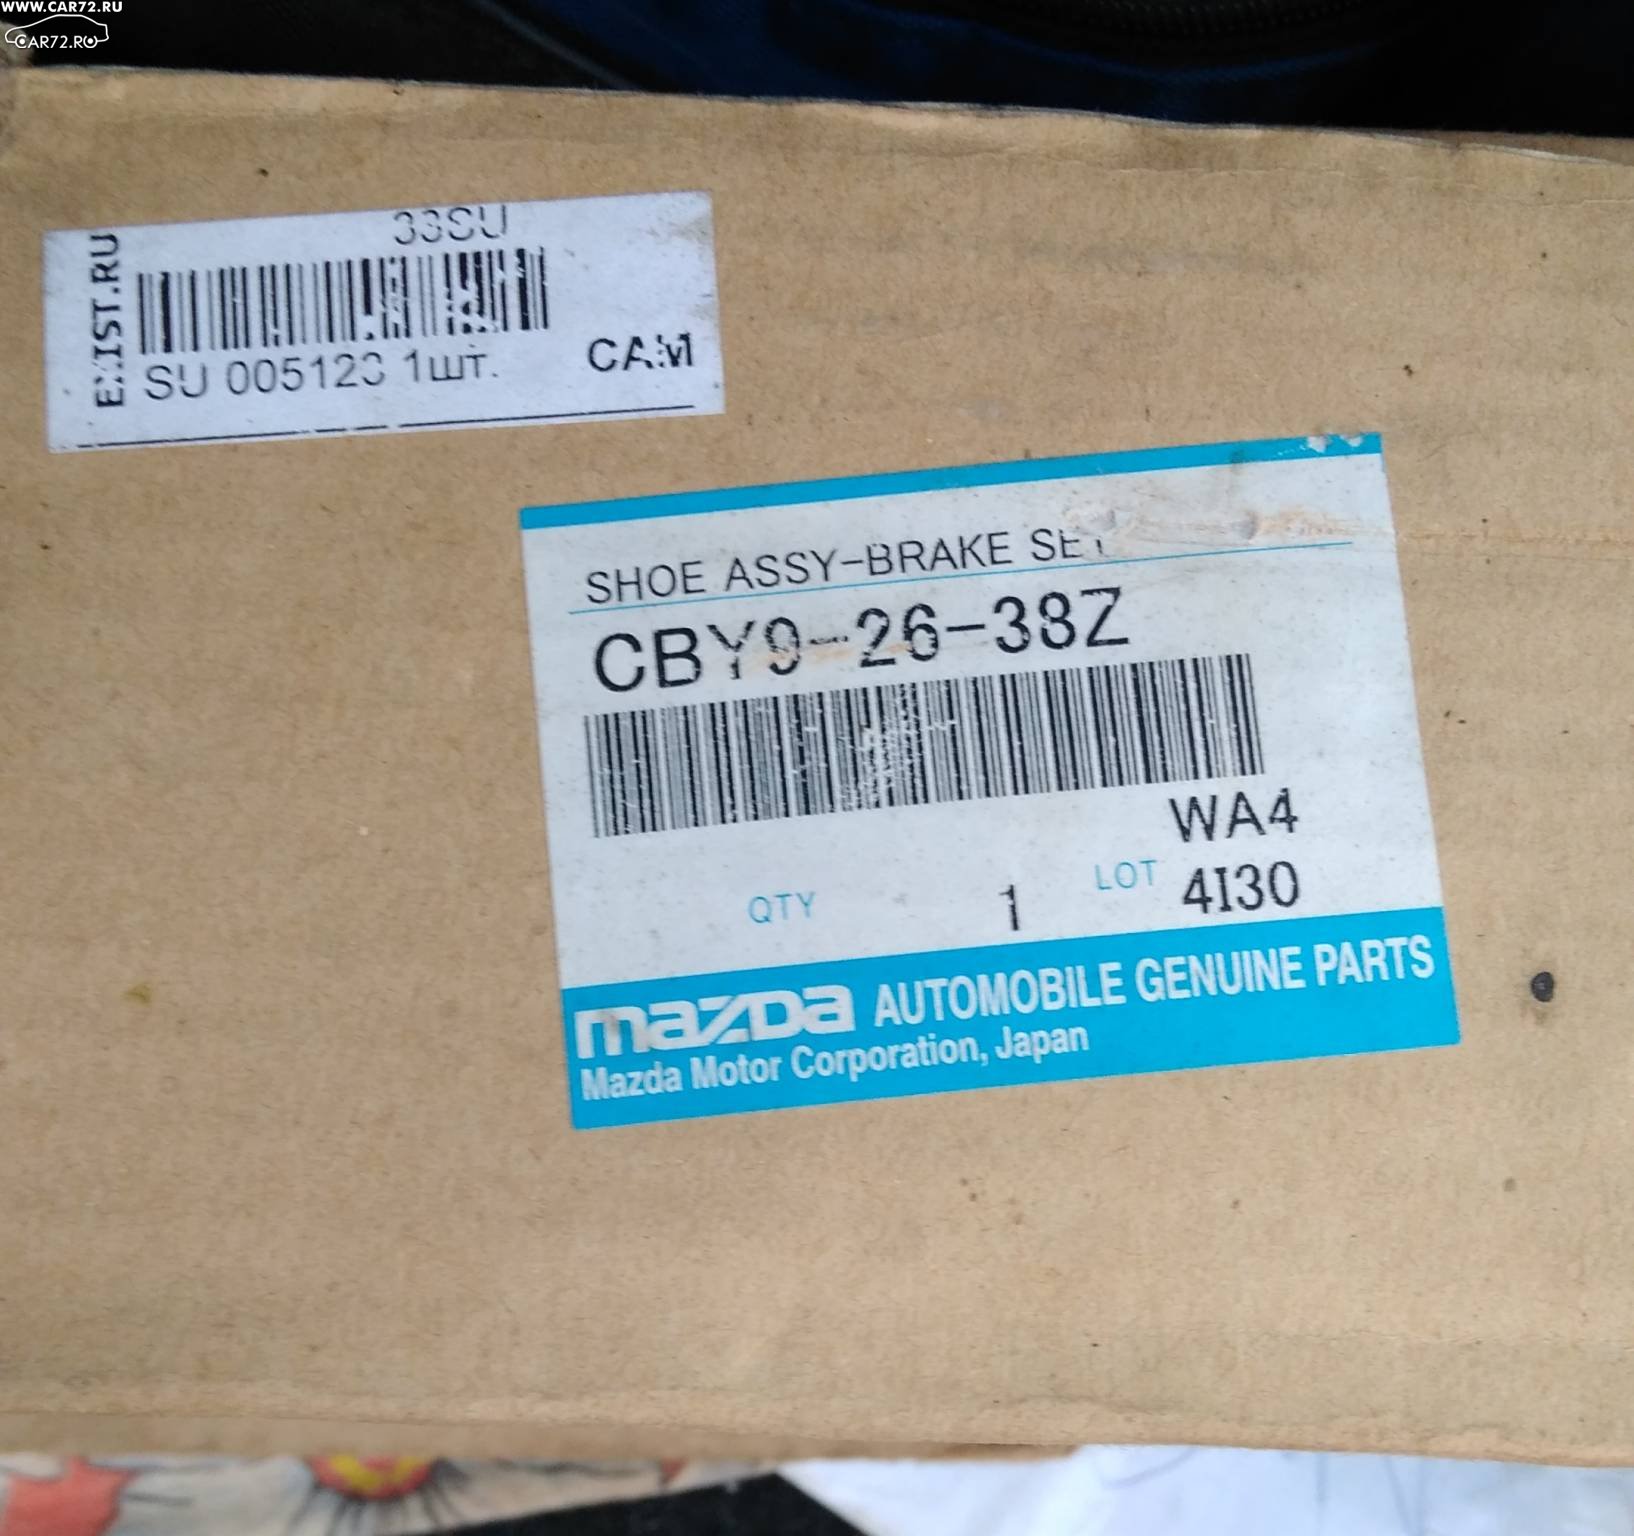 WWW.CAR72.RU
CAR72.RU
33SU
EXIST.RU
SU 005123 1шт.
CAM
SHOE ASSY-BRAKE SET
CBY9-26-38Z
WA4
QTY 1 LOT 4I30
mazda AUTOMOBILE GENUINE PARTS
Mazda Motor Corporation, Japan